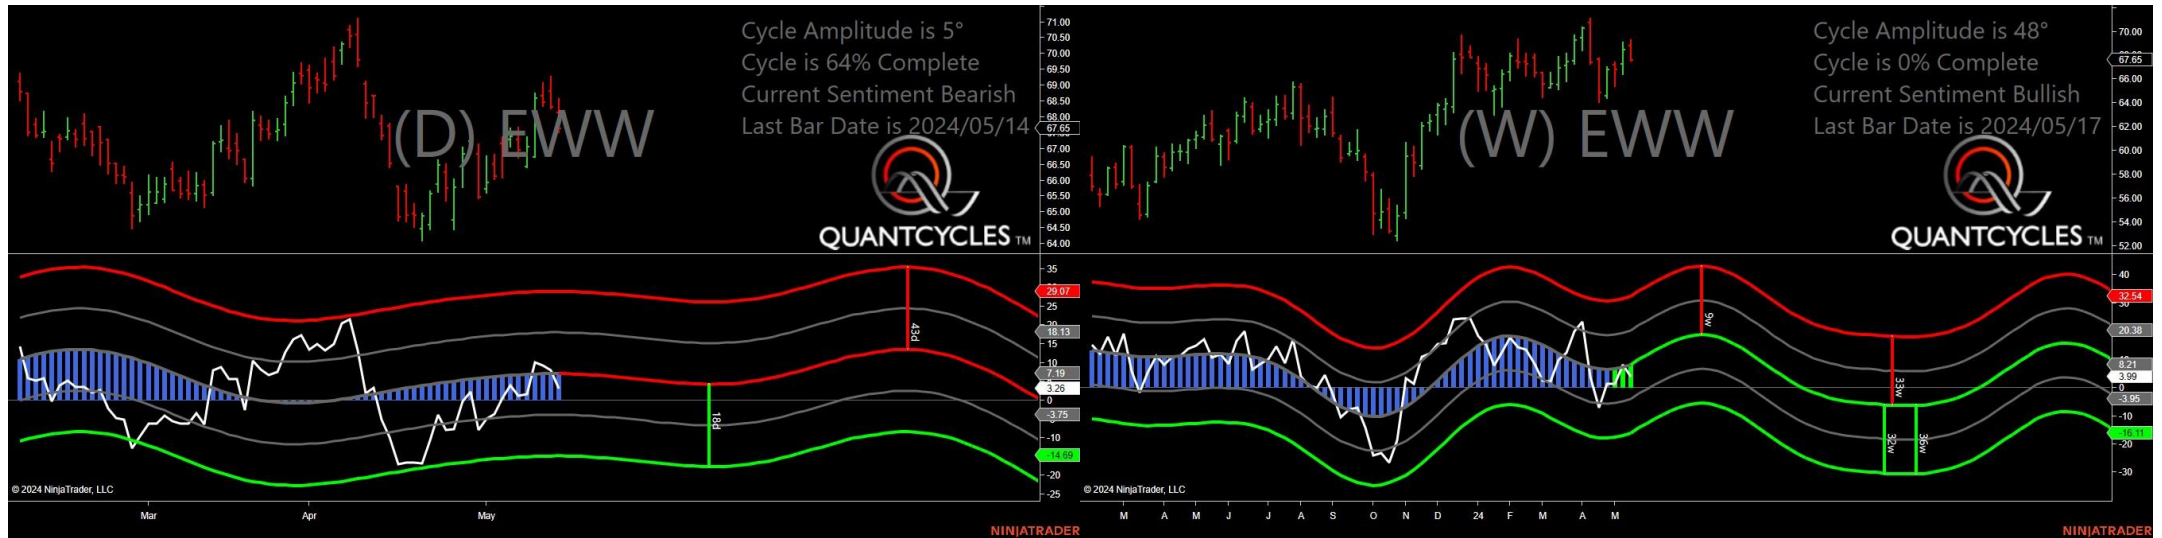 Cycle Amplitude is 5°
Cycle is 64% Complete
Current Sentiment Bearish
Last Bar Date is 2024/05/14
(D) EWW
QUANTCYCLES TM
71.00
70.50
70.00
69.50
69.00
68.50
68.00
67.65
67.00
66.50
66.00
65.50
65.00
64.50
64.00
35
29.07
25
18.13
15
10
7.19
3.26
0
-3.75
-10
-14.69
-20
-25
43d
18d
© 2024 NinjaTrader, LLC
Mar
Apr
May
NINJATRADER
Cycle Amplitude is 48°
Cycle is 0% Complete
Current Sentiment Bullish
Last Bar Date is 2024/05/17
(W) EWW
QUANTCYCLES TM
70.00
67.65
66.00
64.00
62.00
60.00
58.00
56.00
54.00
52.00
40
32.54
30
20.38
8.21
3.99
0
-3.95
-10
-16.11
-20
-30
9w
33w
32w
36w
© 2024 NinjaTrader, LLC
M A M J J A S O N D 24 F M A M
NINJATRADER